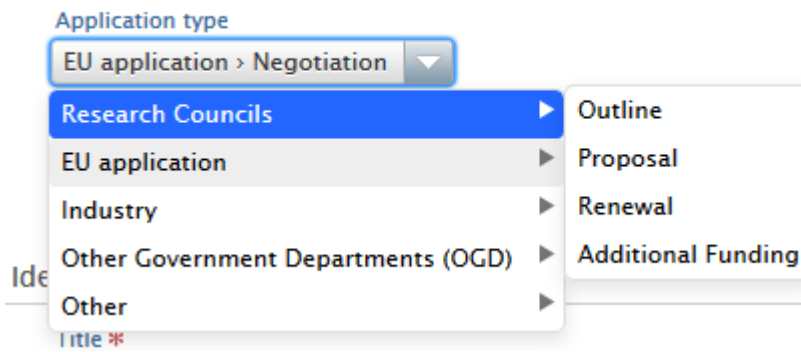 Application type
EU application › Negotiation
Research Councils
EU application
Industry
Other Government Departments (OGD)
Other
Outline
Proposal
Renewal
Additional Funding
Ide
Title *